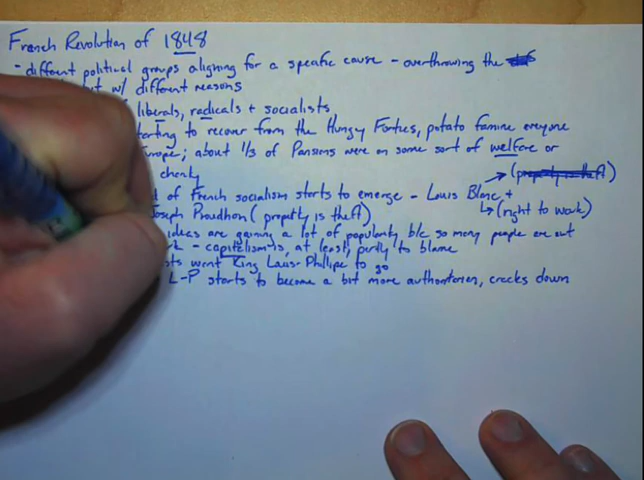 French Revolution of 1848
- different political groups aligning for a specific cause - overthrowing the
w/ different reasons
liberals, radicals + socialists
to recover from the Hungry Forties, potato famine everyone
Europe; about 1/3 of Parisians were on some sort of welfare or
charity
of French socialism starts to emerge - Louis Blanc +
→ (property is theft)
Joseph Proudhon (property is theft)
↳ (right to work)
ideas are gaining a lot of popularity b/c so many people are out
- capitalism is, at least, partly to blame
want King Louis-Phillipe to go
L-P starts to become a bit more authoritarian, cracks down